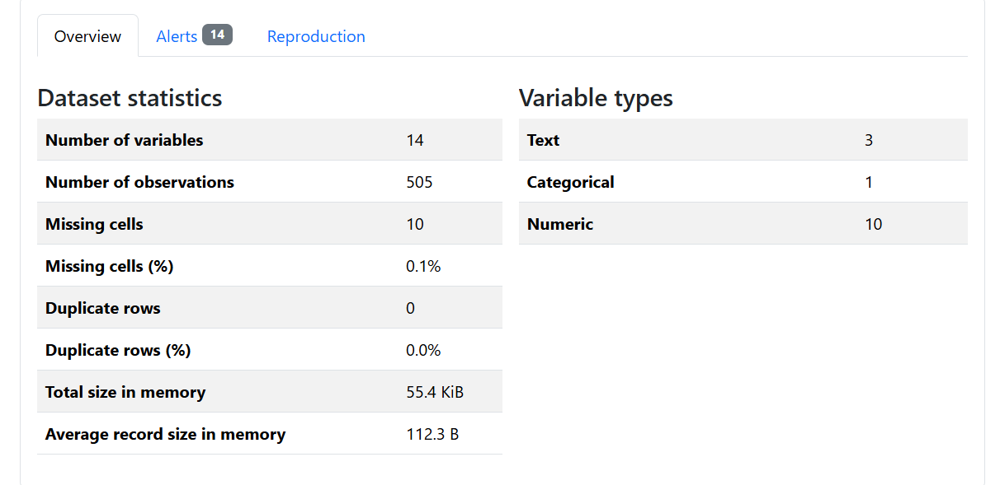 Overview Alerts 14 Reproduction
Dataset statistics
Number of variables 14
Number of observations 505
Missing cells 10
Missing cells (%) 0.1%
Duplicate rows 0
Duplicate rows (%) 0.0%
Total size in memory 55.4 KiB
Average record size in memory 112.3 B
Variable types
Text 3
Categorical 1
Numeric 10